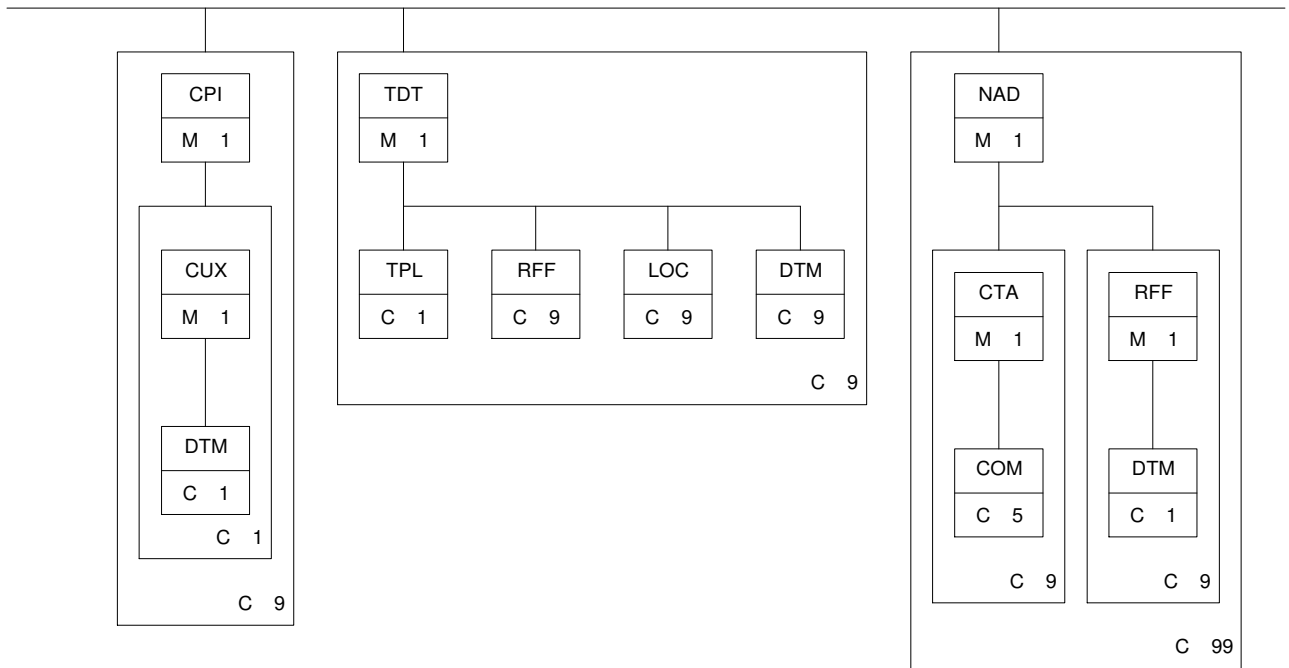 CPI
M 1
CUX
M 1
DTM
C 1
C 1
C 9
TDT
M 1
TPL
C 1
RFF
C 9
LOC
C 9
DTM
C 9
C 9
NAD
M 1
CTA
M 1
COM
C 5
C 9
RFF
M 1
DTM
C 1
C 9
C 99